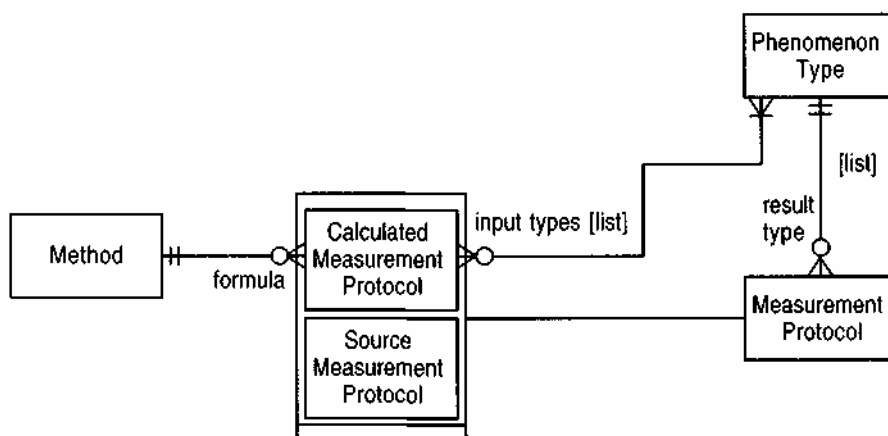 Phenomenon
Type
[list]
result
type
input types [list]
Method
formula
Calculated
Measurement
Protocol
Source
Measurement
Protocol
Measurement
Protocol